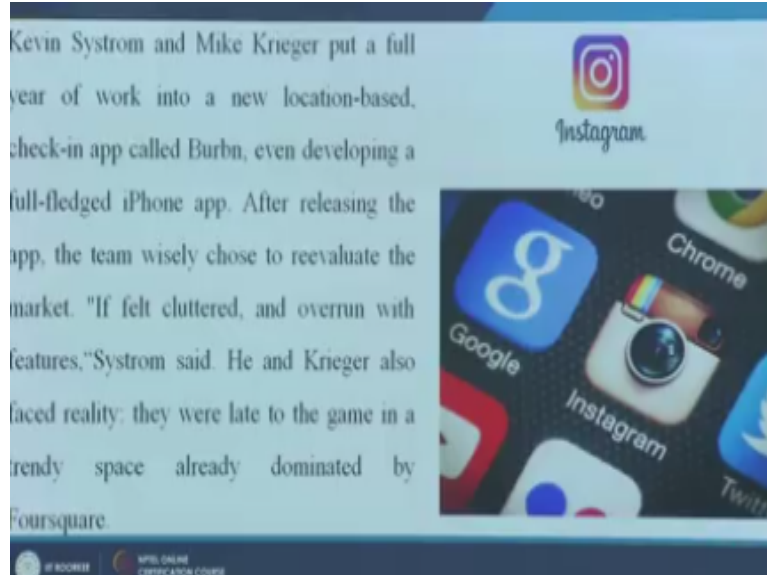 Kevin Systrom and Mike Krieger put a full
year of work into a new location-based,
check-in app called Burbn, even developing a
full-fledged iPhone app. After releasing the
app, the team wisely chose to reevaluate the
market. "If felt cluttered, and overrun with
features,“Systrom said. He and Krieger also
faced reality: they were late to the game in a
trendy space already dominated by
Foursquare.
Instagram
Chrome
Google
Instagram
Twitt
IIT ROORKEE
NPTEL ONLINE
CERTIFICATION COURSE